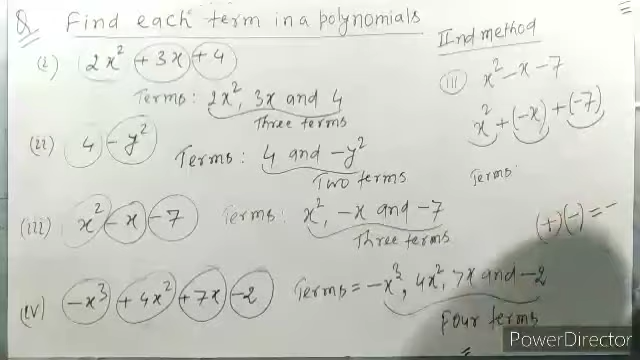 Q. Find each term in a polynomials
(i) 2x² + 3x + 4
Terms: 2x², 3x and 4
Three terms
(ii) 4 - y²
Terms: 4 and -y²
Two terms
(iii) x² - x - 7
Terms: x², -x and -7
Three terms
(iv) -x³ + 4x² + 7x - 2
Terms = -x³, 4x², 7x and -2
Four terms
IInd method
(iii) x² - x - 7
x² + (-x) + (-7)
Terms:
(+)(-) = -
PowerDirector